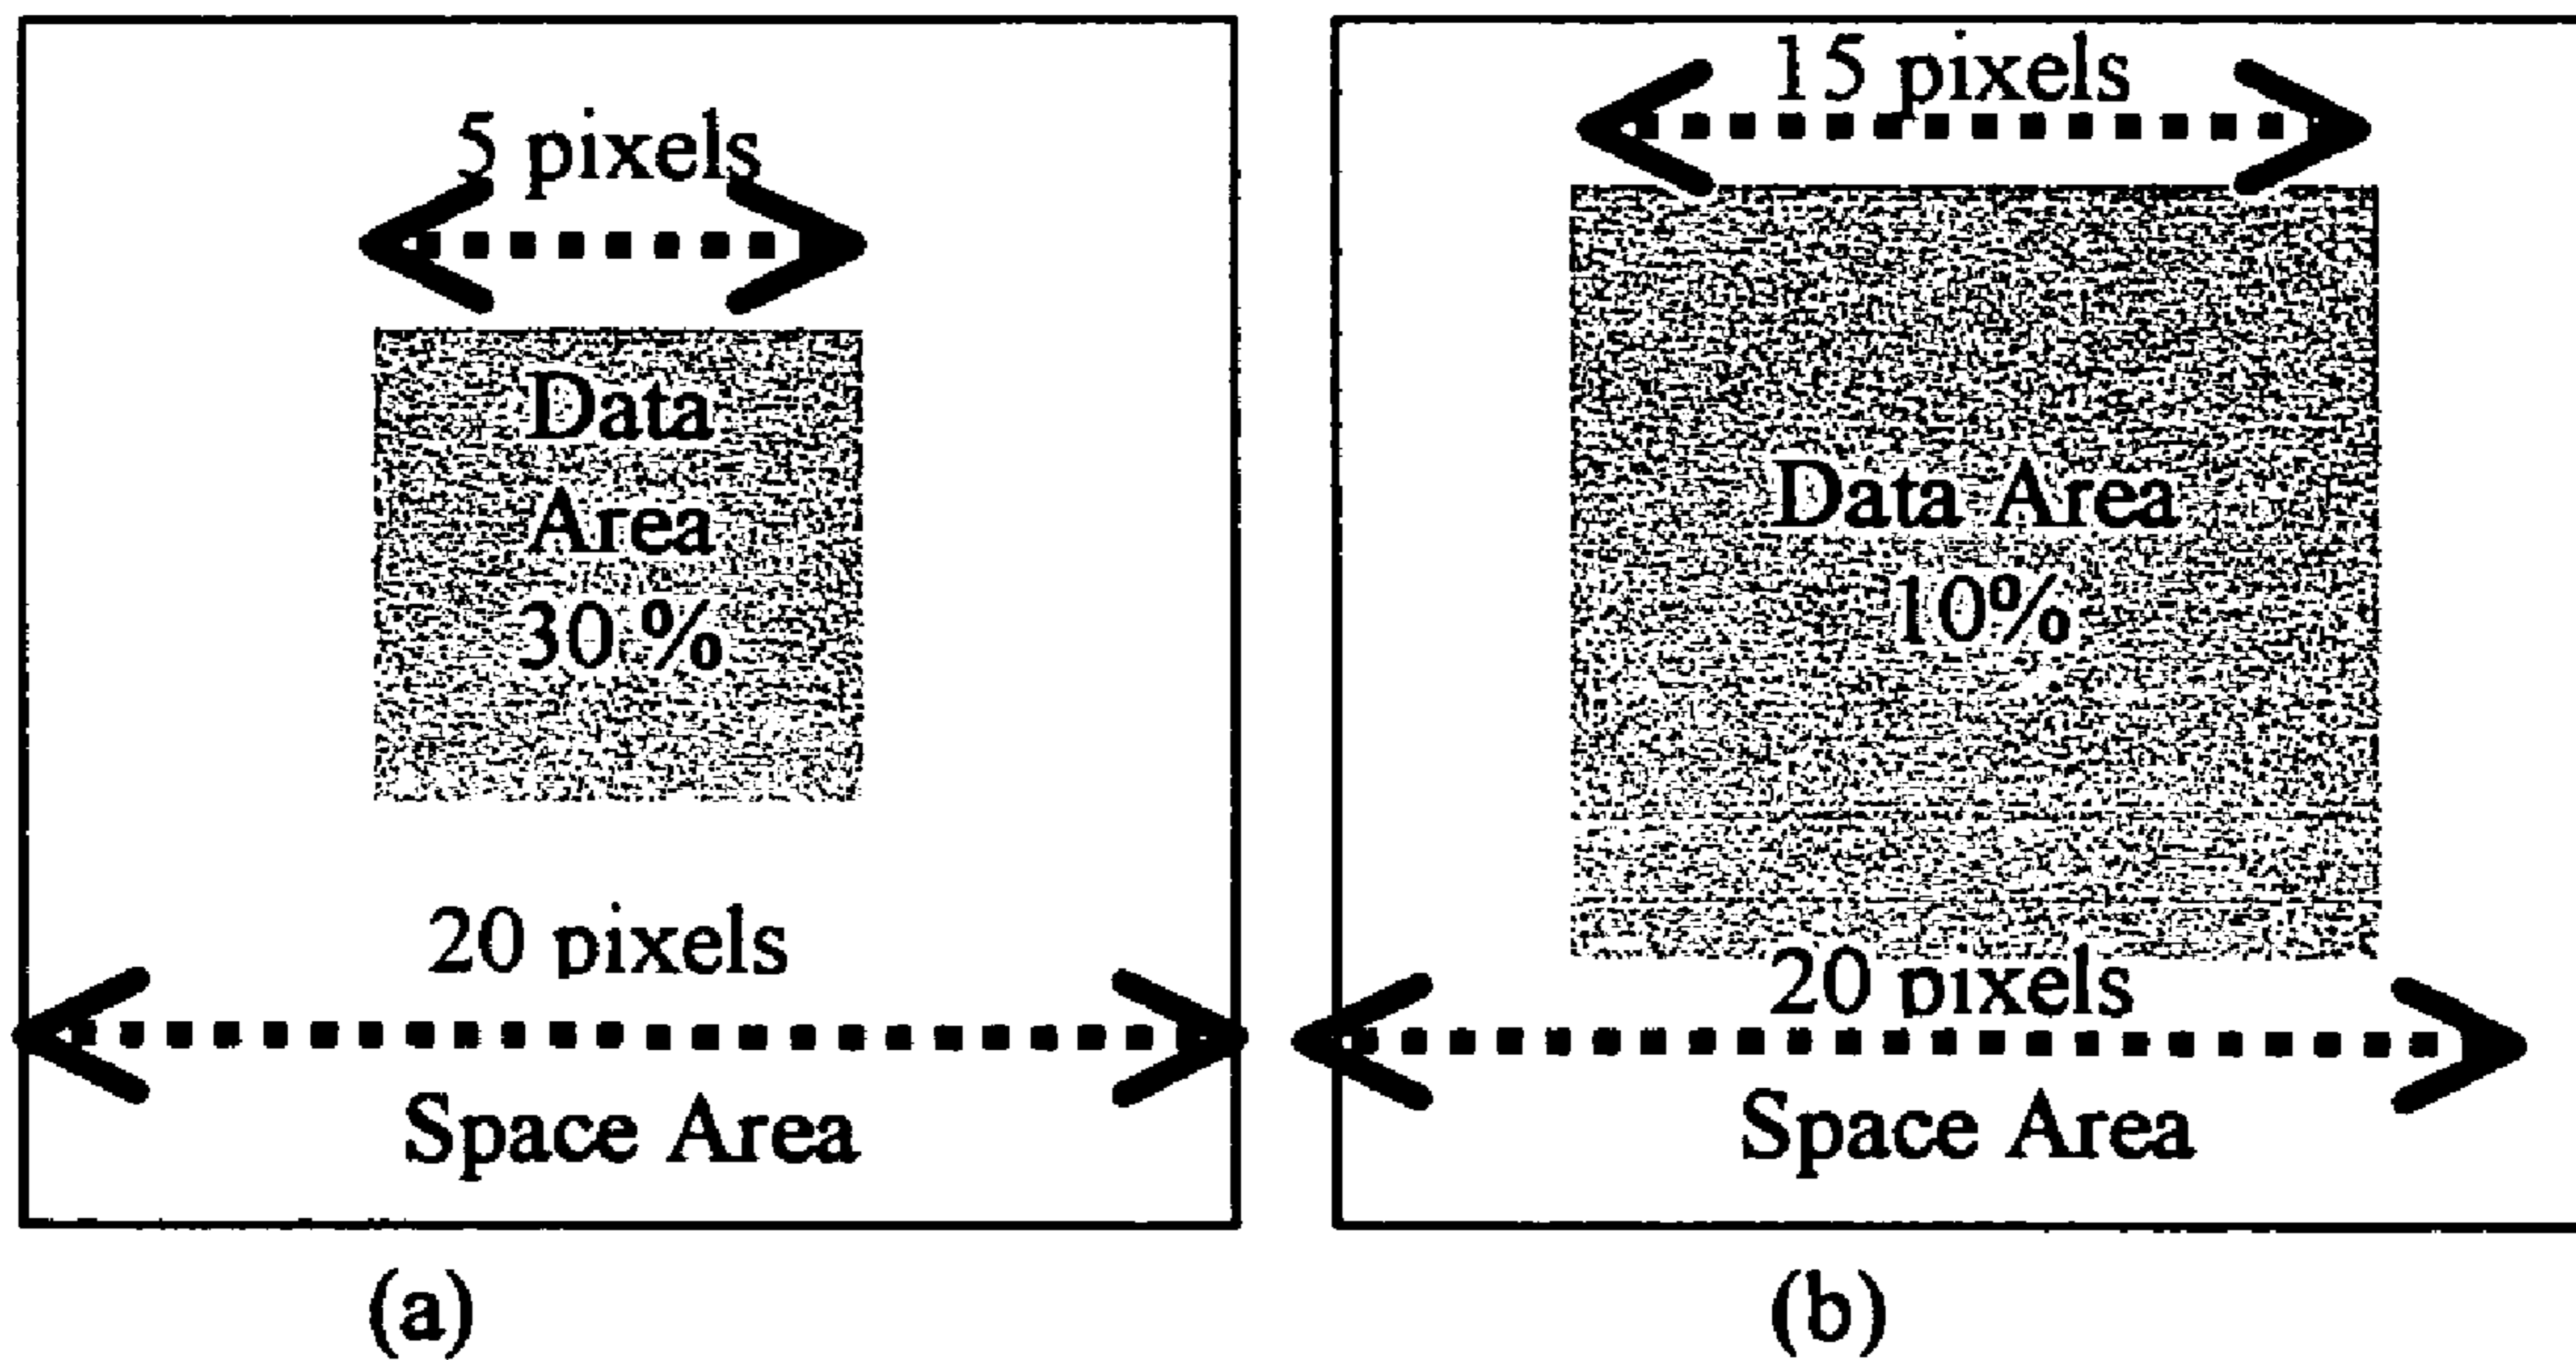 5 pixels
Data
Area
30 %
20 pixels
Space Area
(a)
15 pixels
Data Area
10%
20 pixels
Space Area
(b)